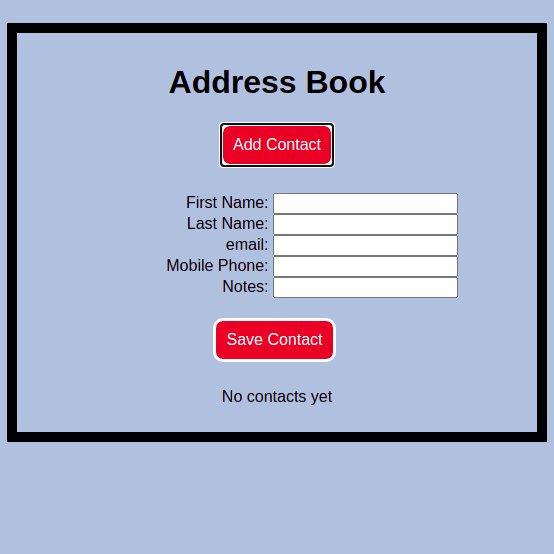 Address Book
Add Contact
First Name:
Last Name:
email:
Mobile Phone:
Notes:
Save Contact
No contacts yet